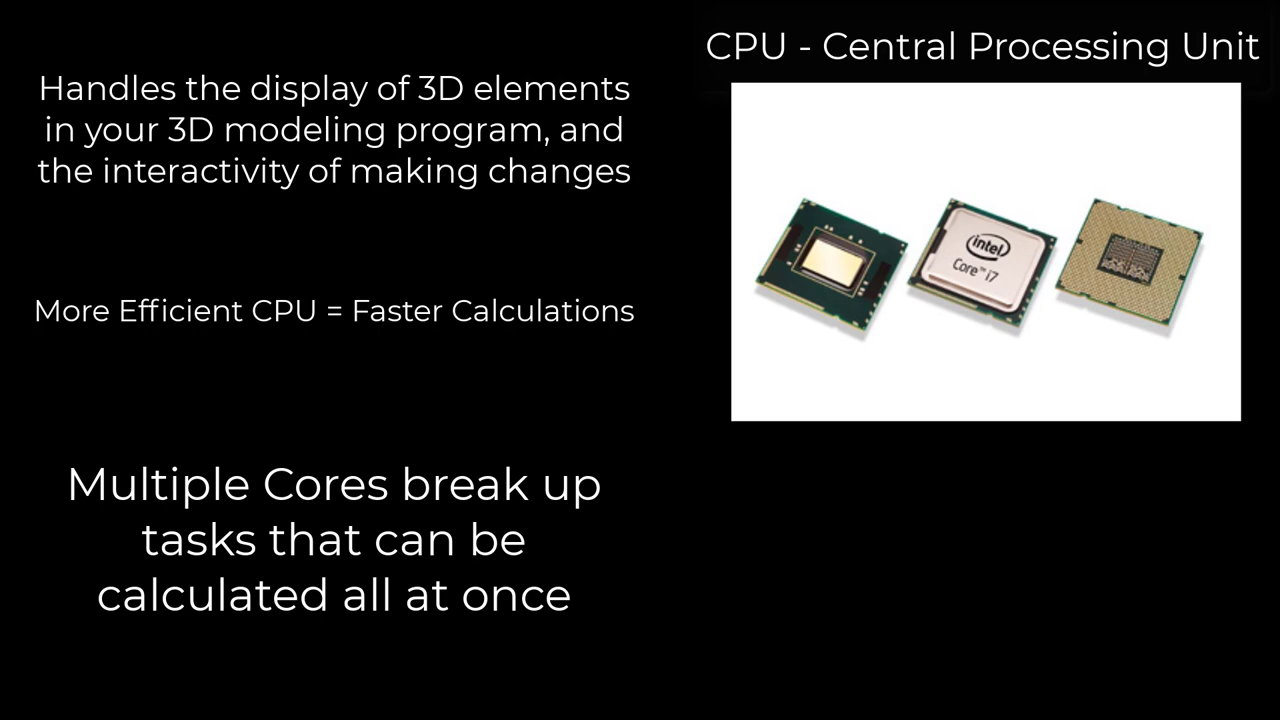 CPU - Central Processing Unit
Handles the display of 3D elements
in your 3D modeling program, and
the interactivity of making changes
intel
Core™ i7
More Efficient CPU = Faster Calculations
Multiple Cores break up
tasks that can be
calculated all at once